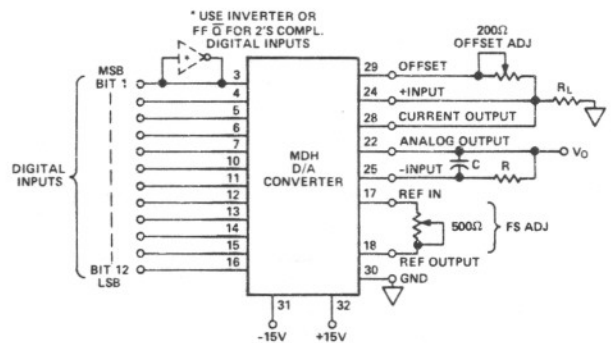 * USE INVERTER OR
FF Q̅ FOR 2'S COMPL.
DIGITAL INPUTS
200Ω
OFFSET ADJ
MSB
BIT 1
3
4
5
6
7
10
11
12
13
14
15
16
BIT 12
LSB
DIGITAL
INPUTS
*
MDH
D/A
CONVERTER
29 OFFSET
24 +INPUT
28 CURRENT OUTPUT
22 ANALOG OUTPUT
25 -INPUT
17 REF IN
18 REF OUTPUT
30 GND
RL
VO
C
R
500Ω
FS ADJ
31
32
-15V
+15V